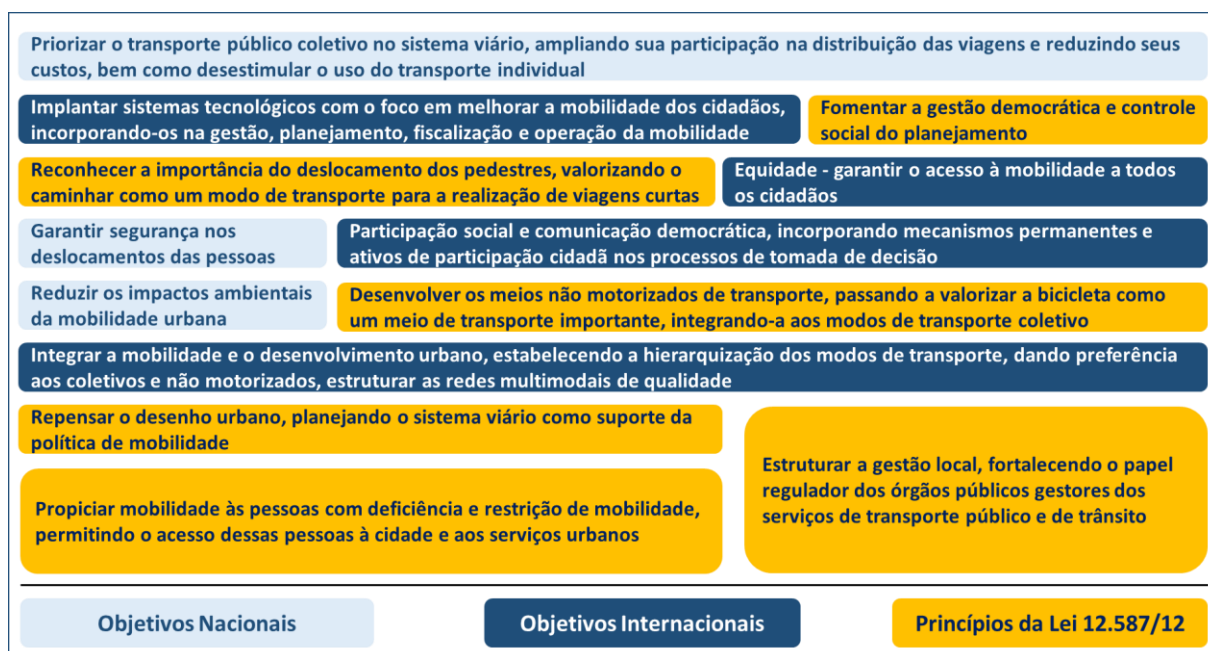 Priorizar o transporte público coletivo no sistema viário, ampliando sua participação na distribuição das viagens e reduzindo seus
custos, bem como desestimular o uso do transporte individual
Implantar sistemas tecnológicos com o foco em melhorar a mobilidade dos cidadãos,
incorporando-os na gestão, planejamento, fiscalização e operação da mobilidade
Fomentar a gestão democrática e controle
social do planejamento
Reconhecer a importância do deslocamento dos pedestres, valorizando o
caminhar como um modo de transporte para a realização de viagens curtas
Equidade - garantir o acesso à mobilidade a todos
os cidadãos
Garantir segurança nos
deslocamentos das pessoas
Participação social e comunicação democrática, incorporando mecanismos permanentes e
ativos de participação cidadã nos processos de tomada de decisão
Reduzir os impactos ambientais
da mobilidade urbana
Desenvolver os meios não motorizados de transporte, passando a valorizar a bicicleta como
um meio de transporte importante, integrando-a aos modos de transporte coletivo
Integrar a mobilidade e o desenvolvimento urbano, estabelecendo a hierarquização dos modos de transporte, dando preferência
aos coletivos e não motorizados, estruturar as redes multimodais de qualidade
Repensar o desenho urbano, planejando o sistema viário como suporte da
política de mobilidade
Estruturar a gestão local, fortalecendo o papel
regulador dos órgãos públicos gestores dos
serviços de transporte público e de trânsito
Propiciar mobilidade às pessoas com deficiência e restrição de mobilidade,
permitindo o acesso dessas pessoas à cidade e aos serviços urbanos
Objetivos Nacionais
Objetivos Internacionais
Princípios da Lei 12.587/12